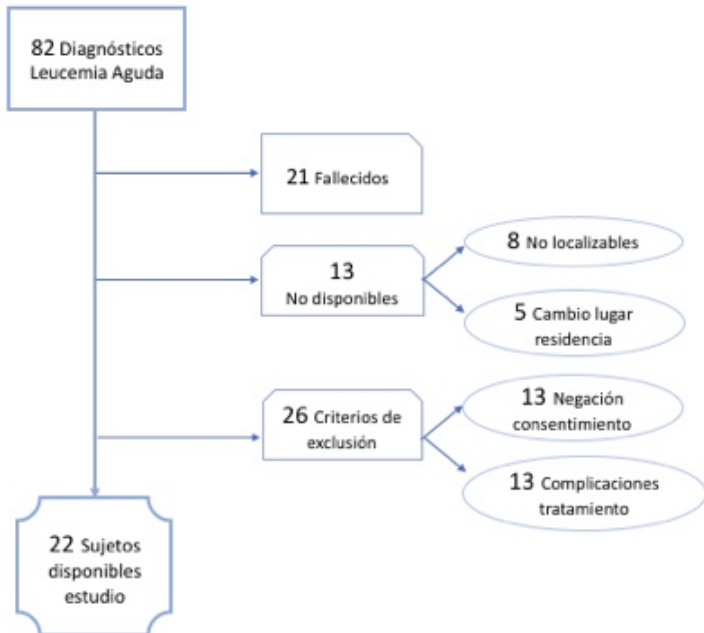 82 Diagnósticos
Leucemia Aguda
21 Fallecidos
13
No disponibles
8 No localizables
5 Cambio lugar
residencia
26 Criterios de
exclusión
13 Negación
consentimiento
13 Complicaciones
tratamiento
22 Sujetos
disponibles
estudio